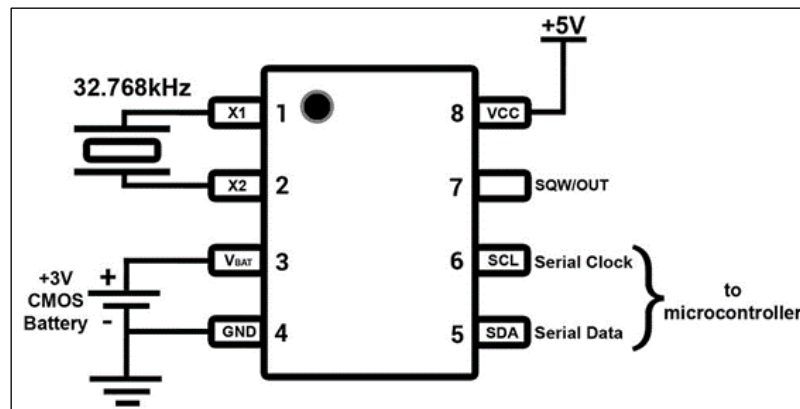 +5V
32.768kHz
X1 1 8 VCC
X2 2 7 SQW/OUT
VBAT 3 6 SCL Serial Clock
+3V
CMOS
Battery
+
-
to
microcontroller
GND 4 5 SDA Serial Data